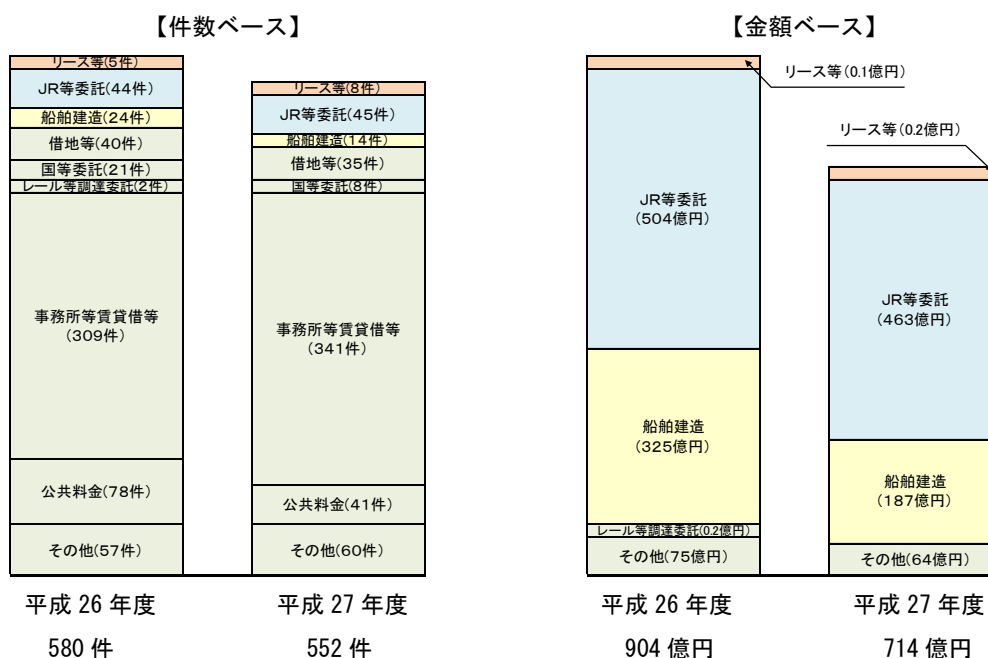 【件数ベース】
リース等(5件)
JR等委託(44件)
船舶建造(24件)
借地等(40件)
国等委託(21件)
レール等調達委託(2件)
事務所等賃貸借等
(309件)
公共料金(78件)
その他(57件)
平成 26 年度
580 件
リース等(8件)
JR等委託(45件)
船舶建造(14件)
借地等(35件)
国等委託(8件)
事務所等賃貸借等
(341件)
公共料金(41件)
その他(60件)
平成 27 年度
552 件
【金額ベース】
リース等(0.1億円)
JR等委託
(504億円)
船舶建造
(325億円)
レール等調達委託(0.2億円)
その他(75億円)
平成 26 年度
904 億円
リース等(0.2億円)
JR等委託
(463億円)
船舶建造
(187億円)
その他(64億円)
平成 27 年度
714 億円